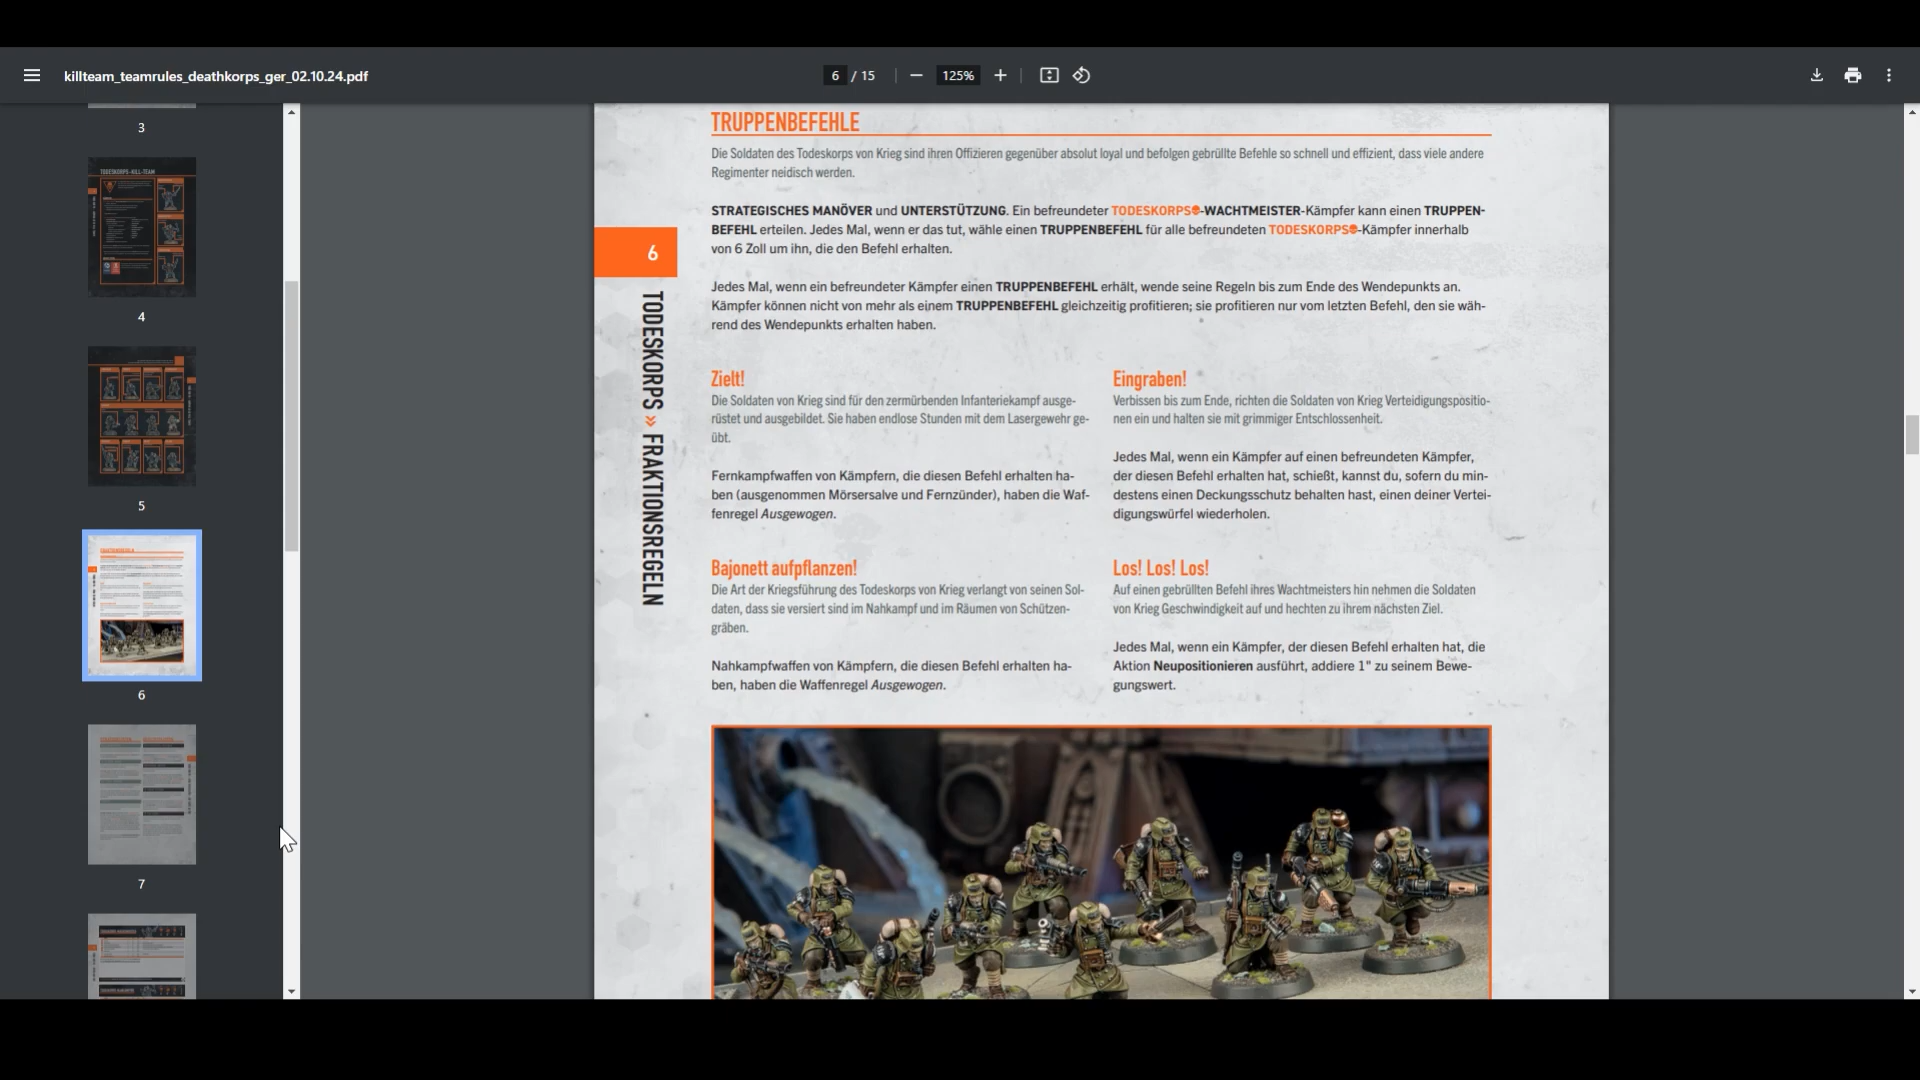 killteam_teamrules_deathkorps_ger_02.10.24.pdf
6 / 15
125%
3
TODESKORPS-KILL-TEAM
4
5
6
7
TRUPPENBEFEHLE
Die Soldaten des Todeskorps von Krieg sind ihren Offizieren gegenüber absolut loyal und befolgen gebrüllte Befehle so schnell und effizient, dass viele andere
Regimenter neidisch werden.
STRATEGISCHES MANÖVER und UNTERSTÜTZUNG. Ein befreundeter TODESKORPS-WACHTMEISTER-Kämpfer kann einen TRUPPEN-
BEFEHL erteilen. Jedes Mal, wenn er das tut, wähle einen TRUPPENBEFEHL für alle befreundeten TODESKORPS-Kämpfer innerhalb
von 6 Zoll um ihn, die den Befehl erhalten.
6
TODESKORPS » FRAKTIONSREGELN
Jedes Mal, wenn ein befreundeter Kämpfer einen TRUPPENBEFEHL erhält, wende seine Regeln bis zum Ende des Wendepunkts an.
Kämpfer können nicht von mehr als einem TRUPPENBEFEHL gleichzeitig profitieren; sie profitieren nur vom letzten Befehl, den sie wäh-
rend des Wendepunkts erhalten haben.
Zielt!
Die Soldaten von Krieg sind für den zermürbenden Infanteriekampf ausge-
rüstet und ausgebildet. Sie haben endlose Stunden mit dem Lasergewehr ge-
übt.
Fernkampfwaffen von Kämpfern, die diesen Befehl erhalten ha-
ben (ausgenommen Mörsersalve und Fernzünder), haben die Waf-
fenregel Ausgewogen.
Eingraben!
Verbissen bis zum Ende, richten die Soldaten von Krieg Verteidigungspositio-
nen ein und halten sie mit grimmiger Entschlossenheit.
Jedes Mal, wenn ein Kämpfer auf einen befreundeten Kämpfer,
der diesen Befehl erhalten hat, schießt, kannst du, sofern du min-
destens einen Deckungsschutz behalten hast, einen deiner Vertei-
digungswürfel wiederholen.
Bajonett aufpflanzen!
Die Art der Kriegsführung des Todeskorps von Krieg verlangt von seinen Sol-
daten, dass sie versiert sind im Nahkampf und im Räumen von Schützen-
gräben.
Nahkampfwaffen von Kämpfern, die diesen Befehl erhalten ha-
ben, haben die Waffenregel Ausgewogen.
Los! Los! Los!
Auf einen gebrüllten Befehl ihres Wachtmeisters hin nehmen die Soldaten
von Krieg Geschwindigkeit auf und hechten zu ihrem nächsten Ziel.
Jedes Mal, wenn ein Kämpfer, der diesen Befehl erhalten hat, die
Aktion Neupositionieren ausführt, addiere 1" zu seinem Bewe-
gungswert.